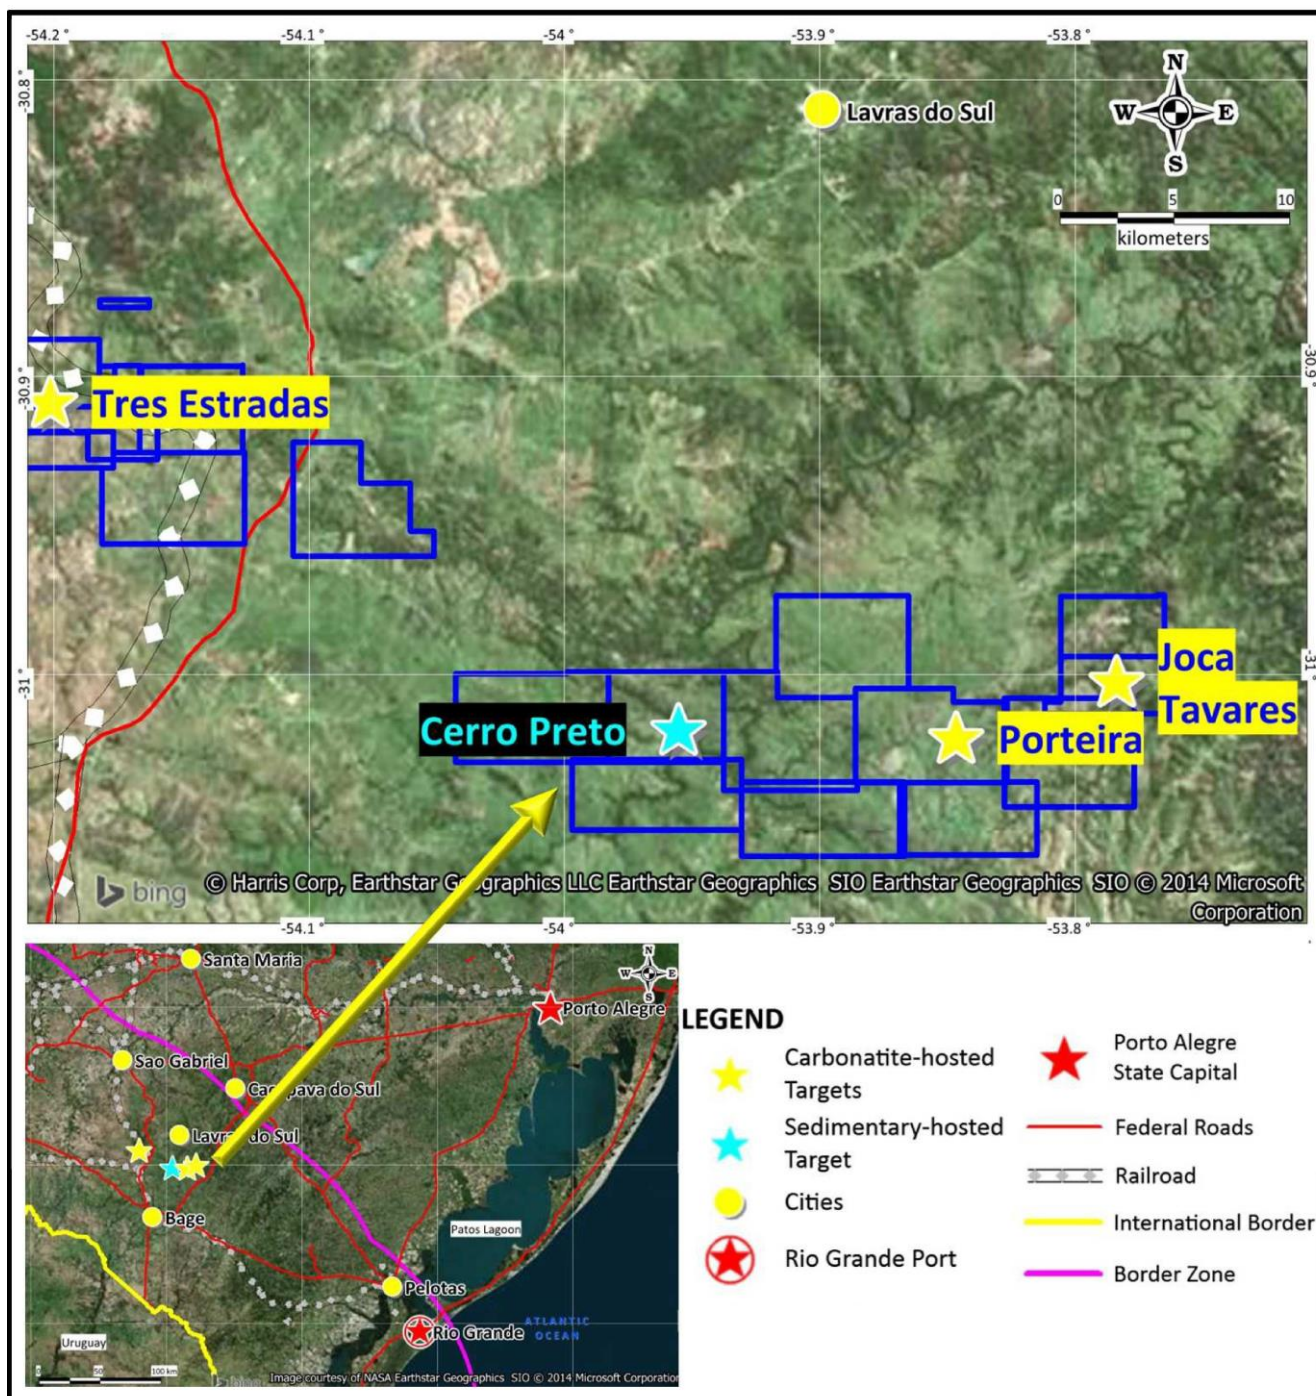 -54.2° -54.1° -54° -53.9° -53.8°
-30.8°
Lavras do Sul
N
W E
S
0 5 10
kilometers
-30.9° -30.9°
Tres Estradas
-31° -31°
Joca
Tavares
Cerro Preto
Porteira
bing
© Harris Corp, Earthstar Geographics LLC Earthstar Geographics SIO Earthstar Geographics SIO © 2014 Microsoft
Corporation
-54.1° -54° -53.9° -53.8°
Santa Maria
N
W E
S
Porto Alegre
Sao Gabriel
Caçapava do Sul
Lavras do Sul
Bage
Patos Lagoon
Pelotas
Rio Grande
ATLANTIC
OCEAN
Uruguay
0 50 100 km
bing
Image courtesy of NASA Earthstar Geographics SIO © 2014 Microsoft Corporation
LEGEND
Carbonatite-hosted
Targets
Sedimentary-hosted
Target
Cities
Rio Grande Port
Porto Alegre
State Capital
Federal Roads
Railroad
International Border
Border Zone